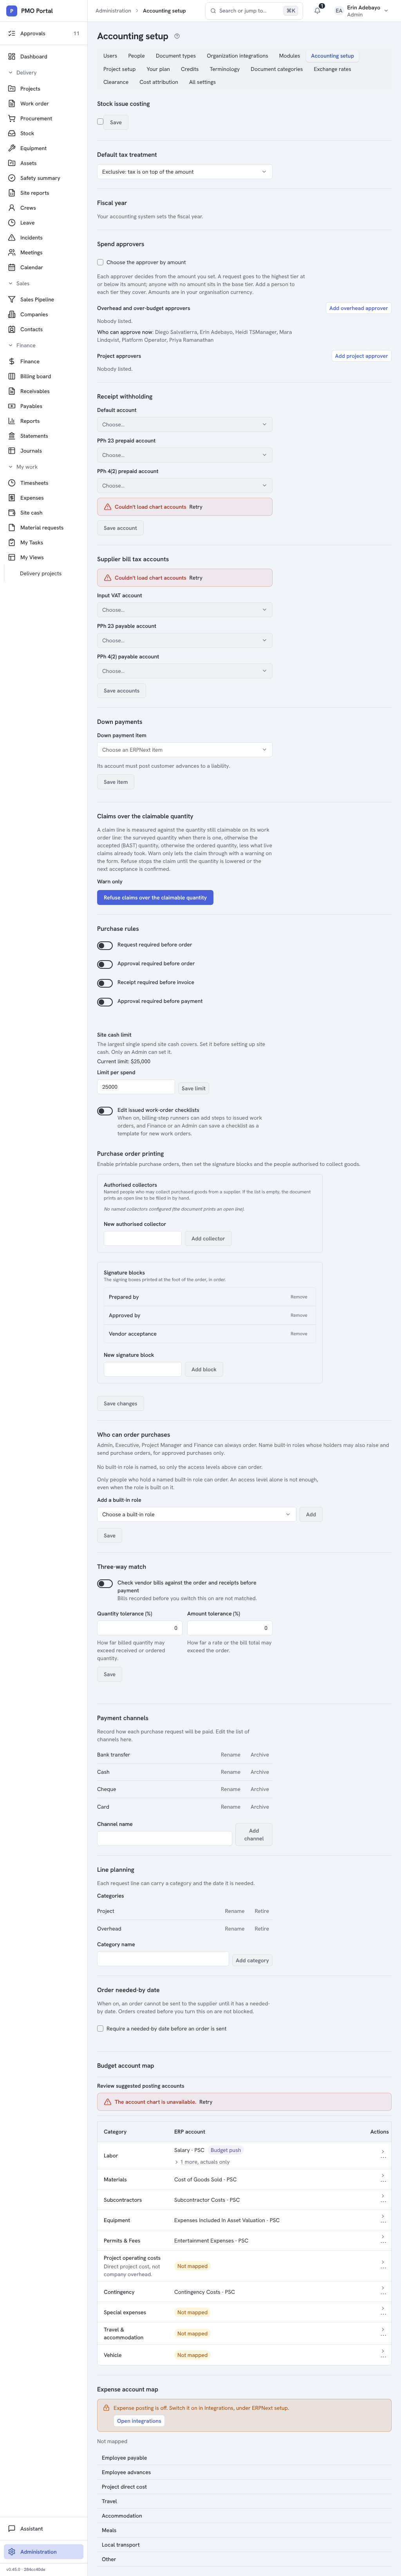 P PMO Portal
Administration > Accounting setup
Search or jump to... ⌘K
1
EA Erin Adebayo
Admin
Approvals 11
Dashboard
Delivery
Projects
Work order
Procurement
Stock
Equipment
Assets
Safety summary
Site reports
Crews
Leave
Incidents
Meetings
Calendar
Sales
Sales Pipeline
Companies
Contacts
Finance
Finance
Billing board
Receivables
Payables
Reports
Statements
Journals
My work
Timesheets
Expenses
Site cash
Material requests
My Tasks
My Views
Delivery projects
Assistant
Administration
Accounting setup
Users People Document types Organization integrations Modules Accounting setup
Project setup Your plan Credits Terminology Document categories Exchange rates
Clearance Cost attribution All settings
Stock issue costing
Save
Default tax treatment
Exclusive: tax is on top of the amount
Fiscal year
Your accounting system sets the fiscal year.
Spend approvers
Choose the approver by amount
Each approver decides from the amount you set. A request goes to the highest tier at
or below its amount; anyone with no amount sits in the base tier. Add a person to
each tier they cover. Amounts are in your organisation currency.
Overhead and over-budget approvers Add overhead approver
Nobody listed.
Who can approve now: Diego Salvatierra, Erin Adebayo, Heidi TSManager, Mara
Lindqvist, Platform Operator, Priya Ramanathan
Project approvers Add project approver
Nobody listed.
Receipt withholding
Default account
Choose...
PPh 23 prepaid account
Choose...
PPh 4(2) prepaid account
Choose...
Couldn't load chart accounts Retry
Save account
Supplier bill tax accounts
Couldn't load chart accounts Retry
Input VAT account
Choose...
PPh 23 payable account
Choose...
PPh 4(2) payable account
Choose...
Save accounts
Down payments
Down payment item
Choose an ERPNext item
Its account must post customer advances to a liability.
Save item
Claims over the claimable quantity
A claim line is measured against the quantity still claimable on its work
order line: the surveyed quantity when there is one, otherwise the
accepted (BAST) quantity, otherwise the ordered quantity, less what live
claims already took. Warn only lets the claim through with a warning on
the form. Refuse stops the claim until the quantity is lowered or the
next acceptance is confirmed.
Warn only
Refuse claims over the claimable quantity
Purchase rules
Request required before order
Approval required before order
Receipt required before invoice
Approval required before payment
Site cash limit
The largest single spend site cash covers. Set it before setting up site
cash. Only an Admin can set it.
Current limit: $25,000
Limit per spend
25000 Save limit
Edit issued work-order checklists
When on, billing-step runners can add steps to issued work
orders, and Finance or an Admin can save a checklist as a
template for new work orders.
Purchase order printing
Enable printable purchase orders, then set the signature blocks and the people authorised to collect goods.
Authorised collectors
Named people who may collect purchased goods from a supplier. If the list is empty, the document
prints an open line to be filled in by hand.
No named collectors configured (the document prints an open line).
New authorised collector
Add collector
Signature blocks
The signing boxes printed at the foot of the order, in order.
Prepared by Remove
Approved by Remove
Vendor acceptance Remove
New signature block
Add block
Save changes
Who can order purchases
Admin, Executive, Project Manager and Finance can always order. Name built-in roles whose holders may also raise and
send purchase orders, for approved purchases only.
No built-in role is named, so only the access levels above can order.
Only people who hold a named built-in role can order. An access level alone is not enough,
even when the role is built on it.
Add a built-in role
Choose a built-in role Add
Save
Three-way match
Check vendor bills against the order and receipts before
payment
Bills recorded before you switch this on are not matched.
Quantity tolerance (%) Amount tolerance (%)
0 0
How far billed quantity may
exceed received or ordered
quantity.
How far a rate or the bill total may
exceed the order.
Save
Payment channels
Record how each purchase request will be paid. Edit the list of
channels here.
Bank transfer Rename Archive
Cash Rename Archive
Cheque Rename Archive
Card Rename Archive
Channel name
Add
channel
Line planning
Each request line can carry a category and the date it is needed.
Categories
Project Rename Retire
Overhead Rename Retire
Category name
Add category
Order needed-by date
When on, an order cannot be sent to the supplier until it has a needed-
by date. Orders created before you turn this on are not blocked.
Require a needed-by date before an order is sent
Budget account map
Review suggested posting accounts
The account chart is unavailable. Retry
Category ERP account Actions
Labor Salary - PSC Budget push
1 more, actuals only
Materials Cost of Goods Sold - PSC
Subcontractors Subcontractor Costs - PSC
Equipment Expenses Included In Asset Valuation - PSC
Permits & Fees Entertainment Expenses - PSC
Project operating costs
Direct project cost, not
company overhead.
Not mapped
Contingency Contingency Costs - PSC
Special expenses Not mapped
Travel &
accommodation
Not mapped
Vehicle Not mapped
Expense account map
Expense posting is off. Switch it on in Integrations, under ERPNext setup.
Open Integrations
Not mapped
Employee payable
Employee advances
Project direct cost
Travel
Accommodation
Meals
Local transport
Other